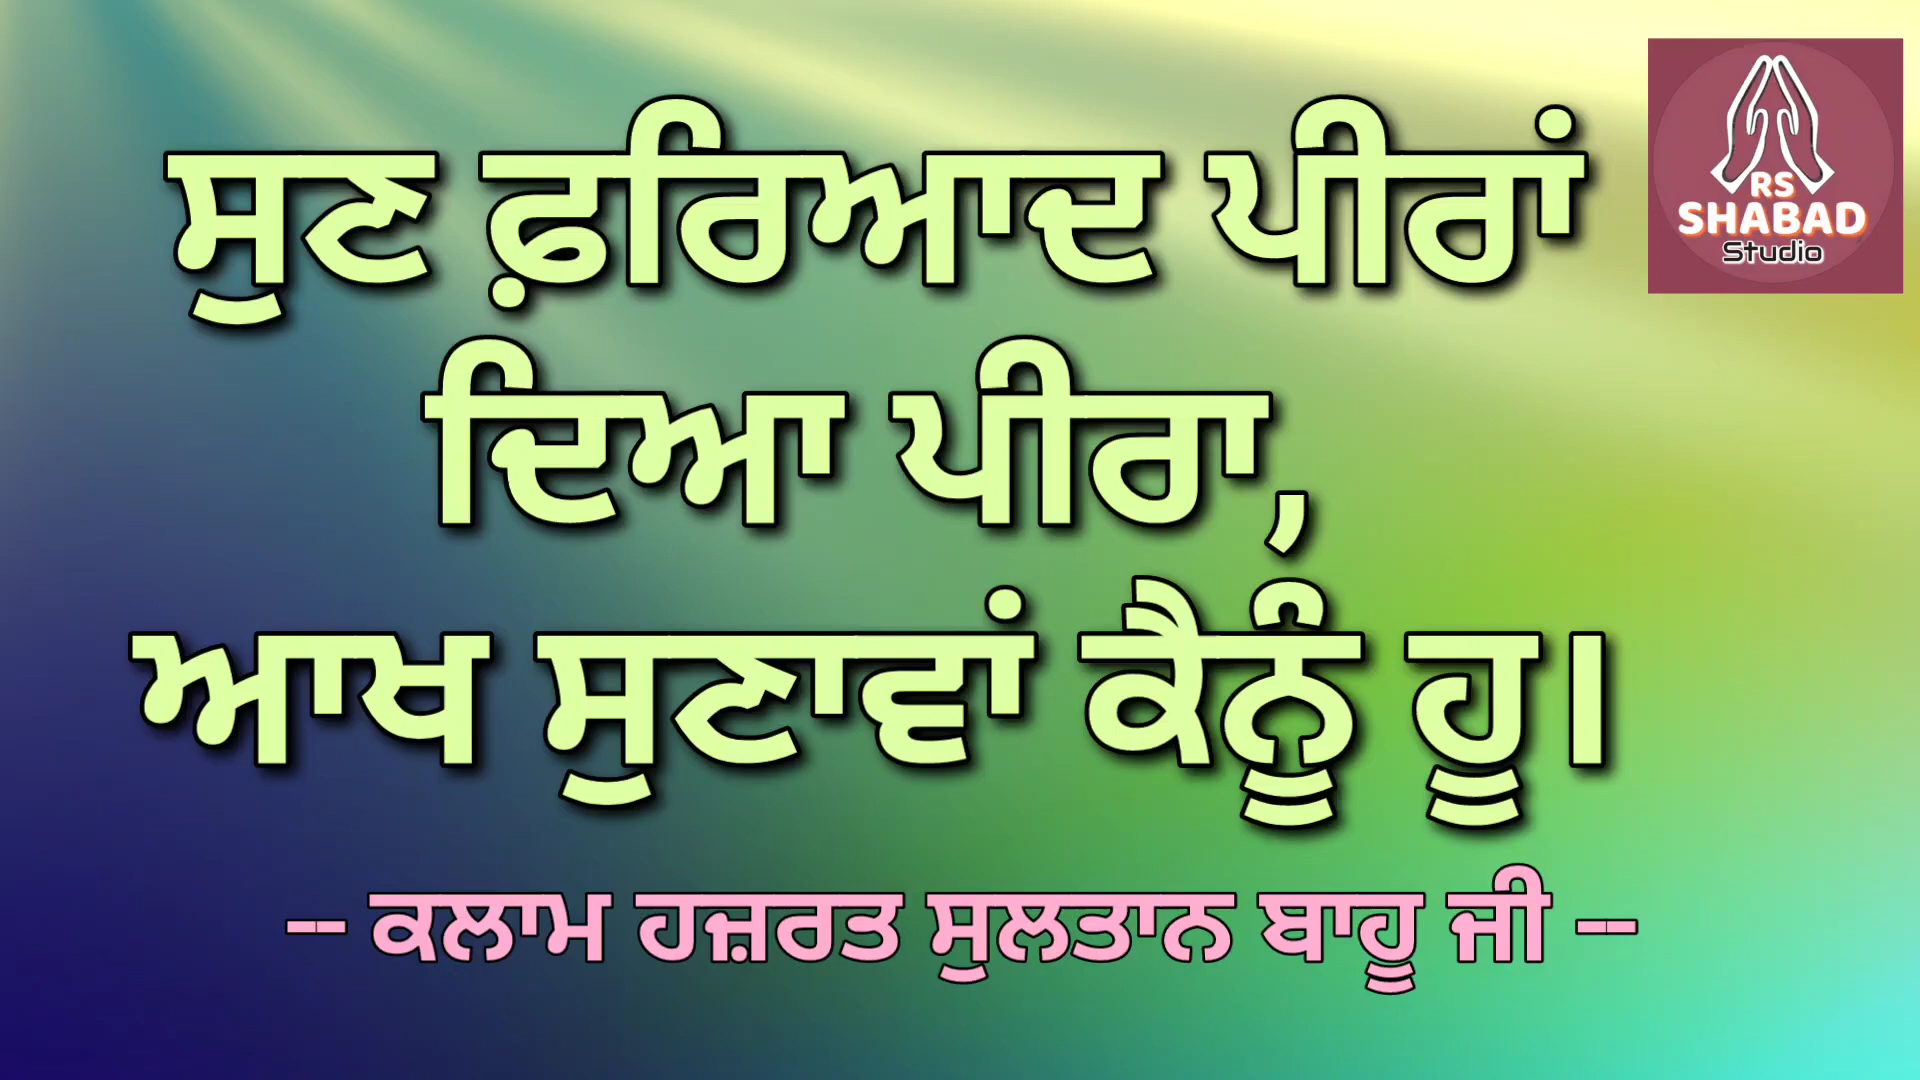 ਸੁਣ ਫ਼ਰਿਆਦ ਪੀਰਾਂ
ਦਿਆ ਪੀਰਾ,
ਆਖ ਸੁਣਾਵਾਂ ਕੈਨੂੰ ਹੂ।
-- ਕਲਾਮ ਹਜ਼ਰਤ ਸੁਲਤਾਨ ਬਾਹੂ ਜੀ --
RS
SHABAD
Studio